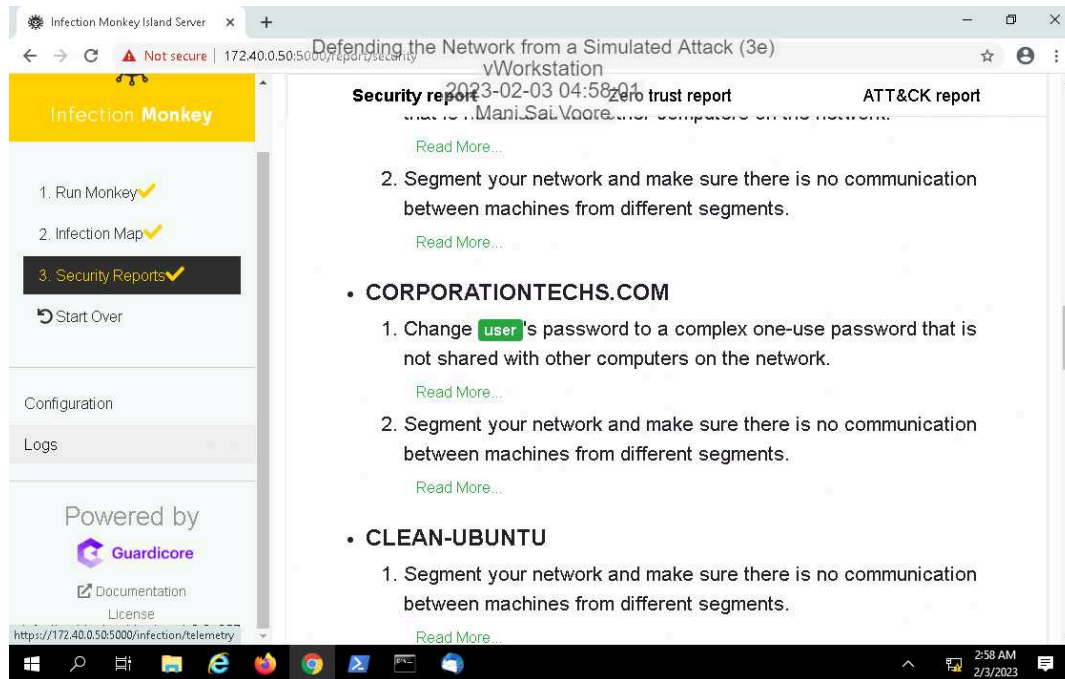 Infection Monkey Island Server
Not secure | 172.40.0.50:5000/report/security
Defending the Network from a Simulated Attack (3e)
vWorkstation
2023-02-03 04:58:01
Mani Sai Voore
Infection Monkey
1. Run Monkey
2. Infection Map
3. Security Reports
Start Over
Configuration
Logs
Powered by
Guardicore
Documentation
License
https://172.40.0.50:5000/infection/telemetry
Security report Zero trust report ATT&CK report
computers on the network.
Read More...
2. Segment your network and make sure there is no communication
between machines from different segments.
Read More...
• CORPORATIONTECHS.COM
1. Change user's password to a complex one-use password that is
not shared with other computers on the network.
Read More...
2. Segment your network and make sure there is no communication
between machines from different segments.
Read More...
• CLEAN-UBUNTU
1. Segment your network and make sure there is no communication
between machines from different segments.
Read More...
2:58 AM
2/3/2023